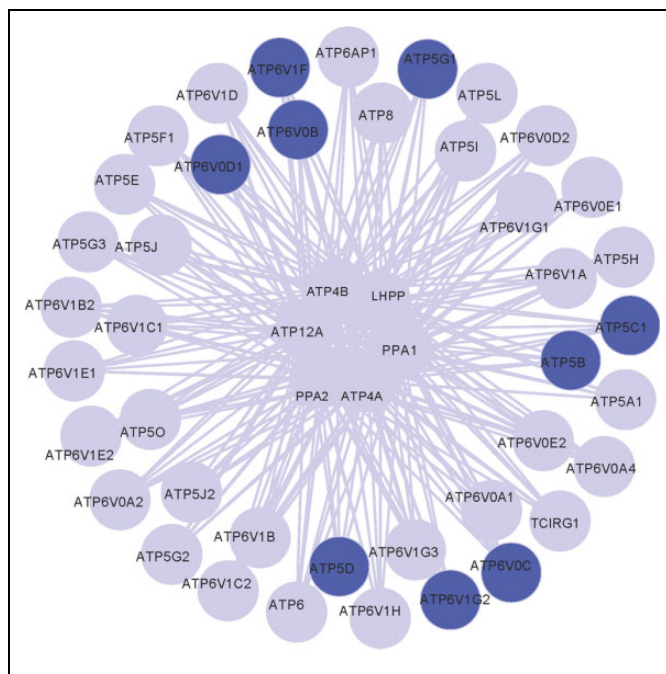 ATP6AP1
ATP5G1
ATP6V1F
ATP5L
ATP6V1D
ATP8
ATP6V0B
ATP5F1
ATP5I
ATP6V0D2
ATP6V0D1
ATP5E
ATP6V0E1
ATP6V1G1
ATP5G3
ATP5J
ATP5H
ATP6V1A
ATP4B
LHPP
ATP6V1B2
ATP6V1C1
ATP12A
ATP5C1
PPA1
ATP5B
ATP6V1E1
PPA2
ATP4A
ATP5A1
ATP5O
ATP6V0E2
ATP6V1E2
ATP6V0A4
ATP6V0A2
ATP5J2
ATP6V0A1
TCIRG1
ATP6V1B
ATP6V1G3
ATP5G2
ATP5D
ATP6V0C
ATP6V1C2
ATP6V1G2
ATP6
ATP6V1H